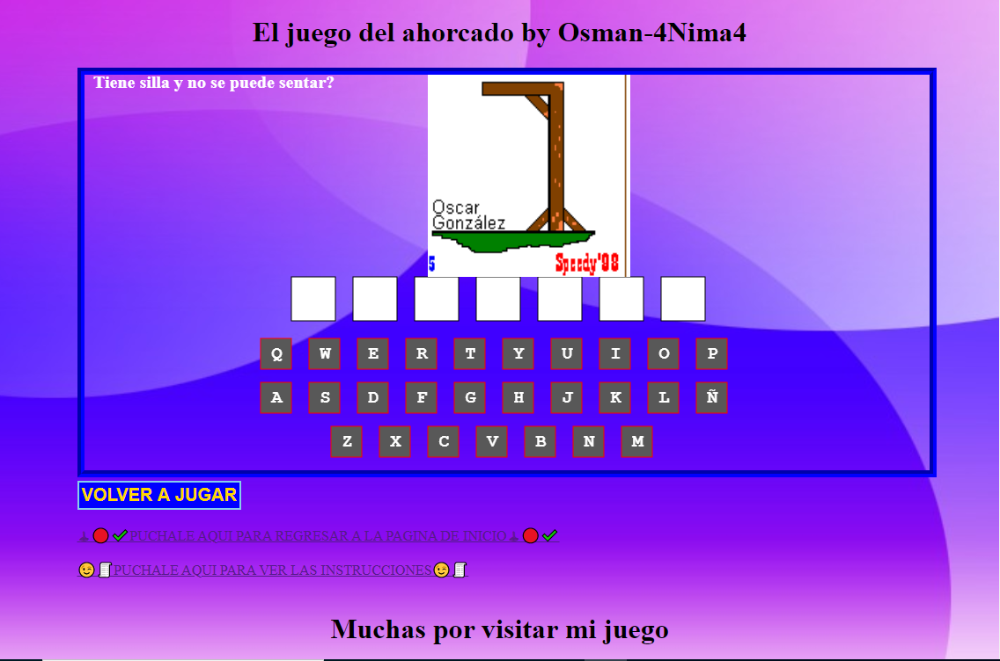 El juego del ahorcado by Osman-4Nima4
Tiene silla y no se puede sentar?
Oscar
González
5
Speedy'98
Q W E R T Y U I O P
A S D F G H J K L Ñ
Z X C V B N M
VOLVER A JUGAR
PUCHALE AQUI PARA REGRESAR A LA PAGINA DE INICIO
PUCHALE AQUI PARA VER LAS INSTRUCCIONES
Muchas por visitar mi juego